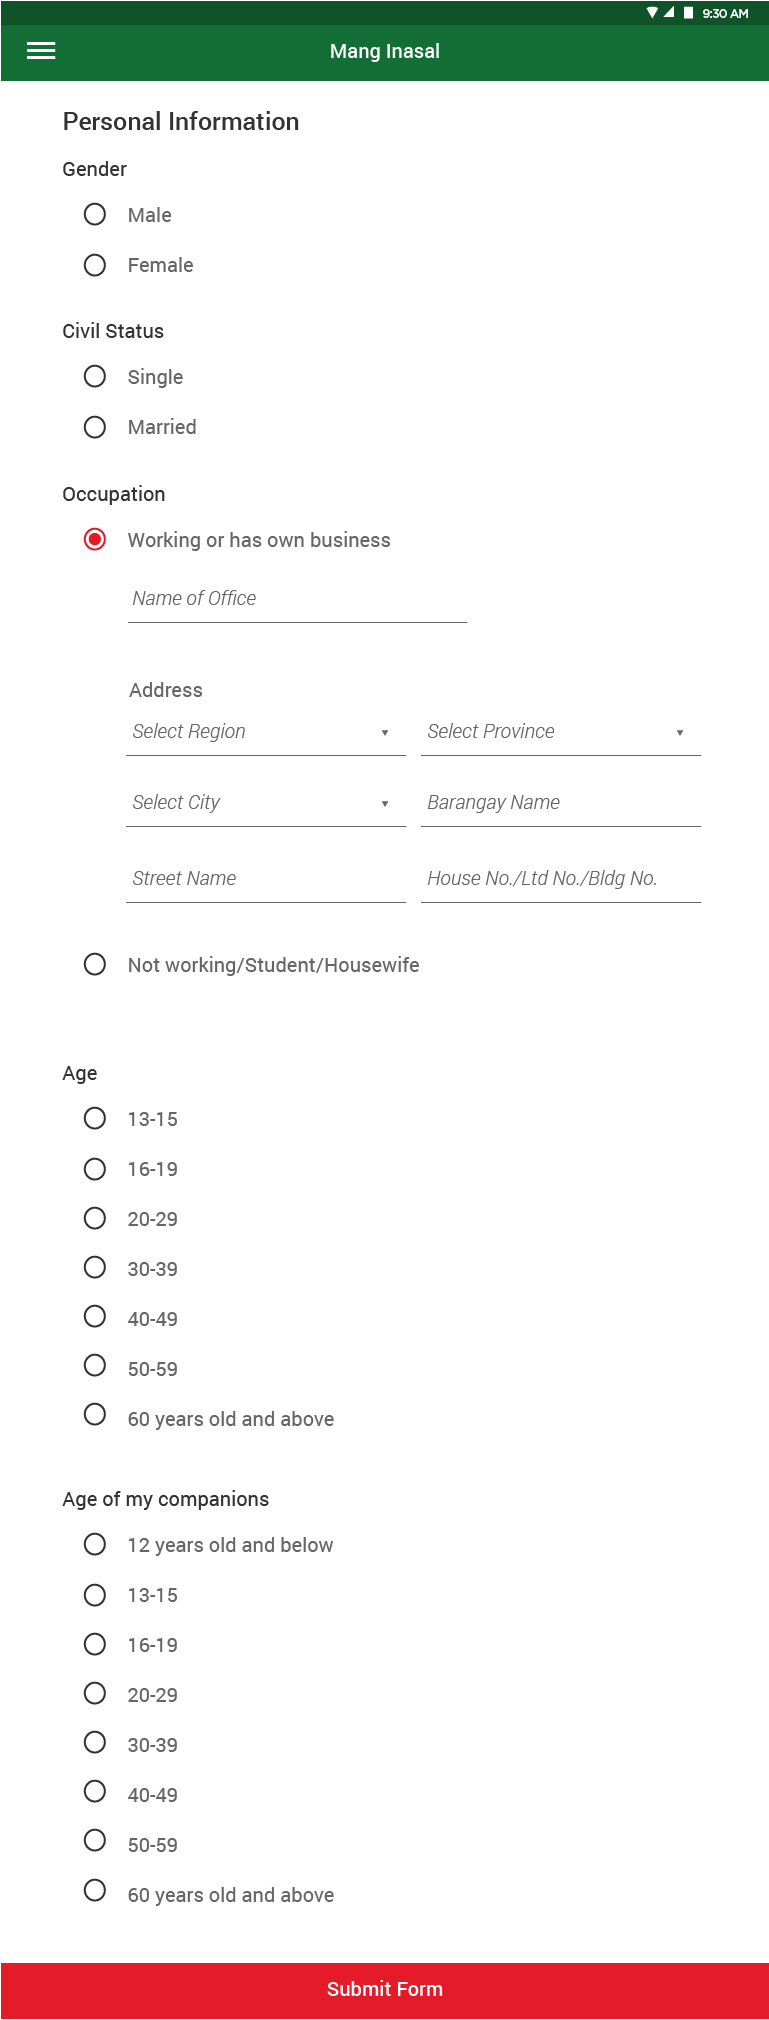 9:30 AM
Mang Inasal
Personal Information
Gender
Male
Female
Civil Status
Single
Married
Occupation
Working or has own business
Name of Office
Address
Select Region
Select Province
Select City
Barangay Name
Street Name
House No./Ltd No./Bldg No.
Not working/Student/Housewife
Age
13-15
16-19
20-29
30-39
40-49
50-59
60 years old and above
Age of my companions
12 years old and below
13-15
16-19
20-29
30-39
40-49
50-59
60 years old and above
Submit Form